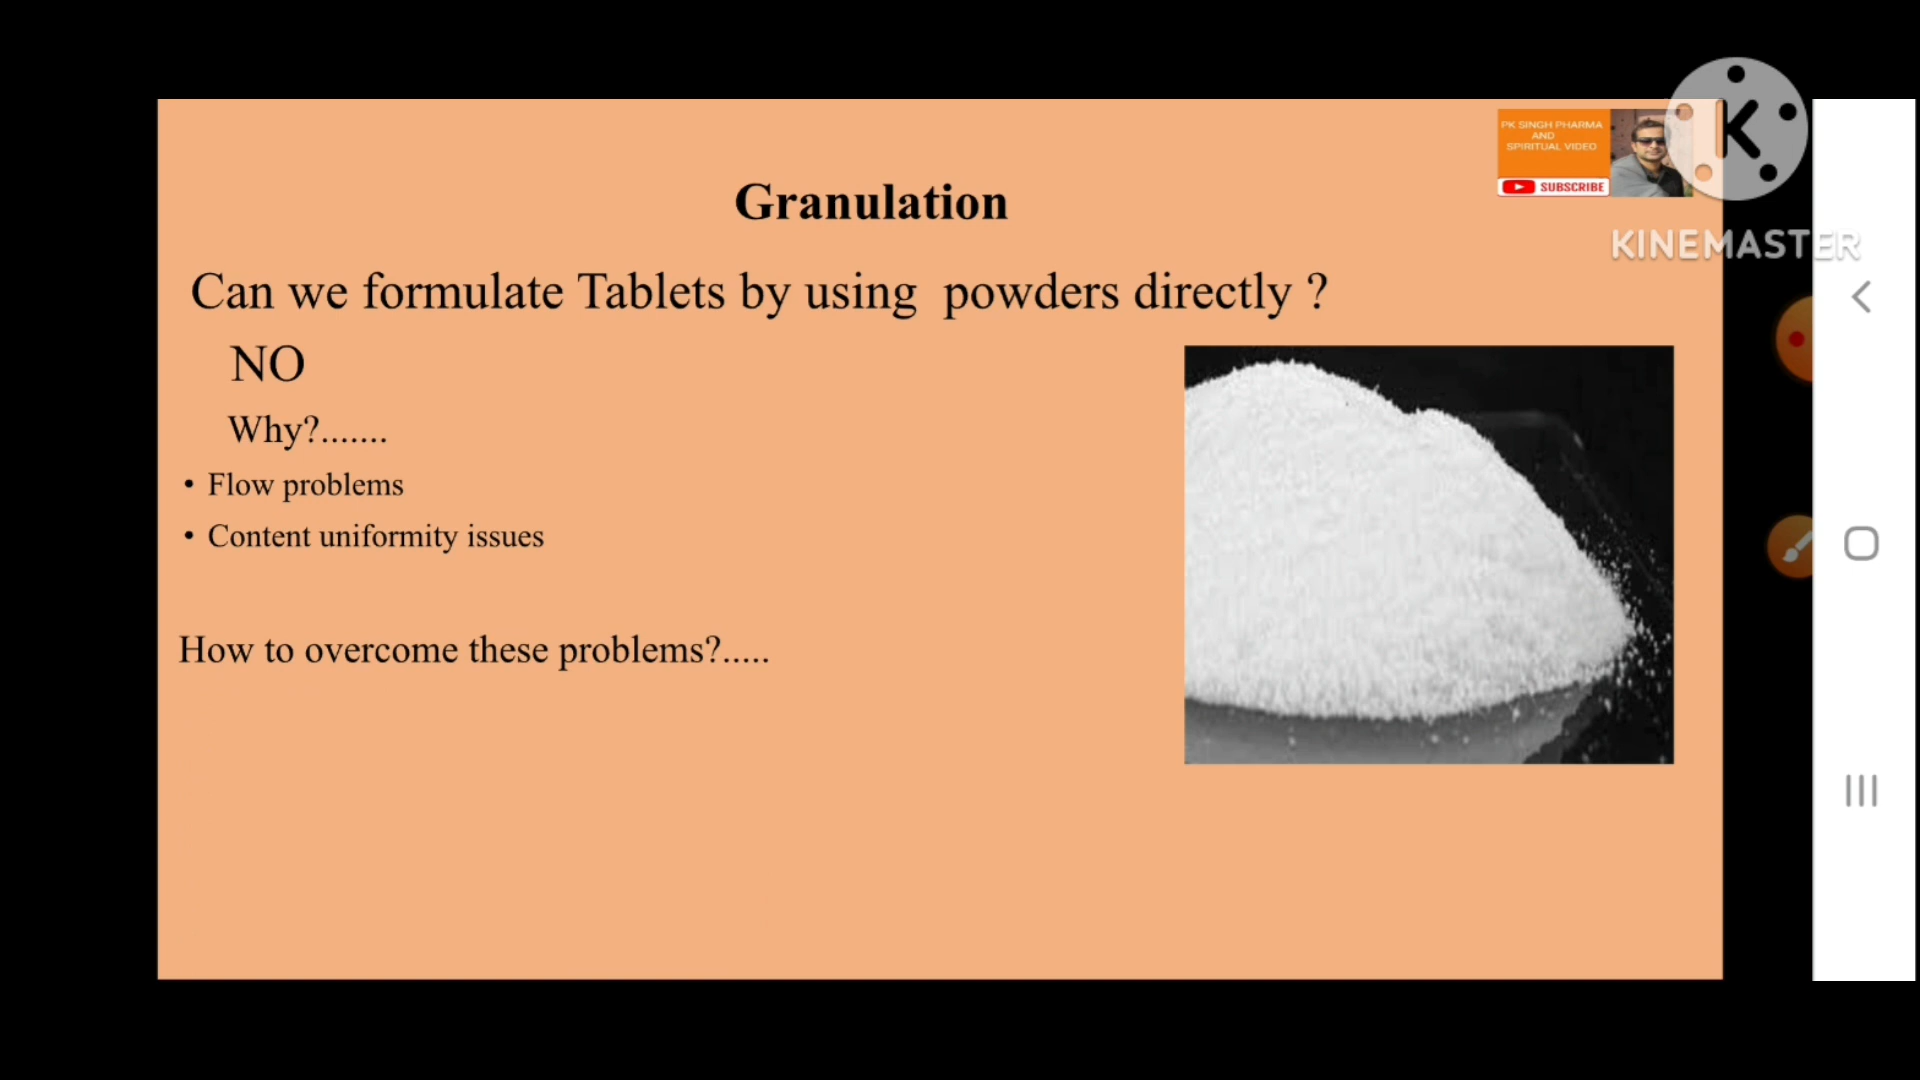 PK SINGH PHARMA
AND
SPIRITUAL VIDEO
SUBSCRIBE
K
KINEMASTER
Granulation
Can we formulate Tablets by using powders directly ?
NO
Why?.......
• Flow problems
• Content uniformity issues
How to overcome these problems?.....